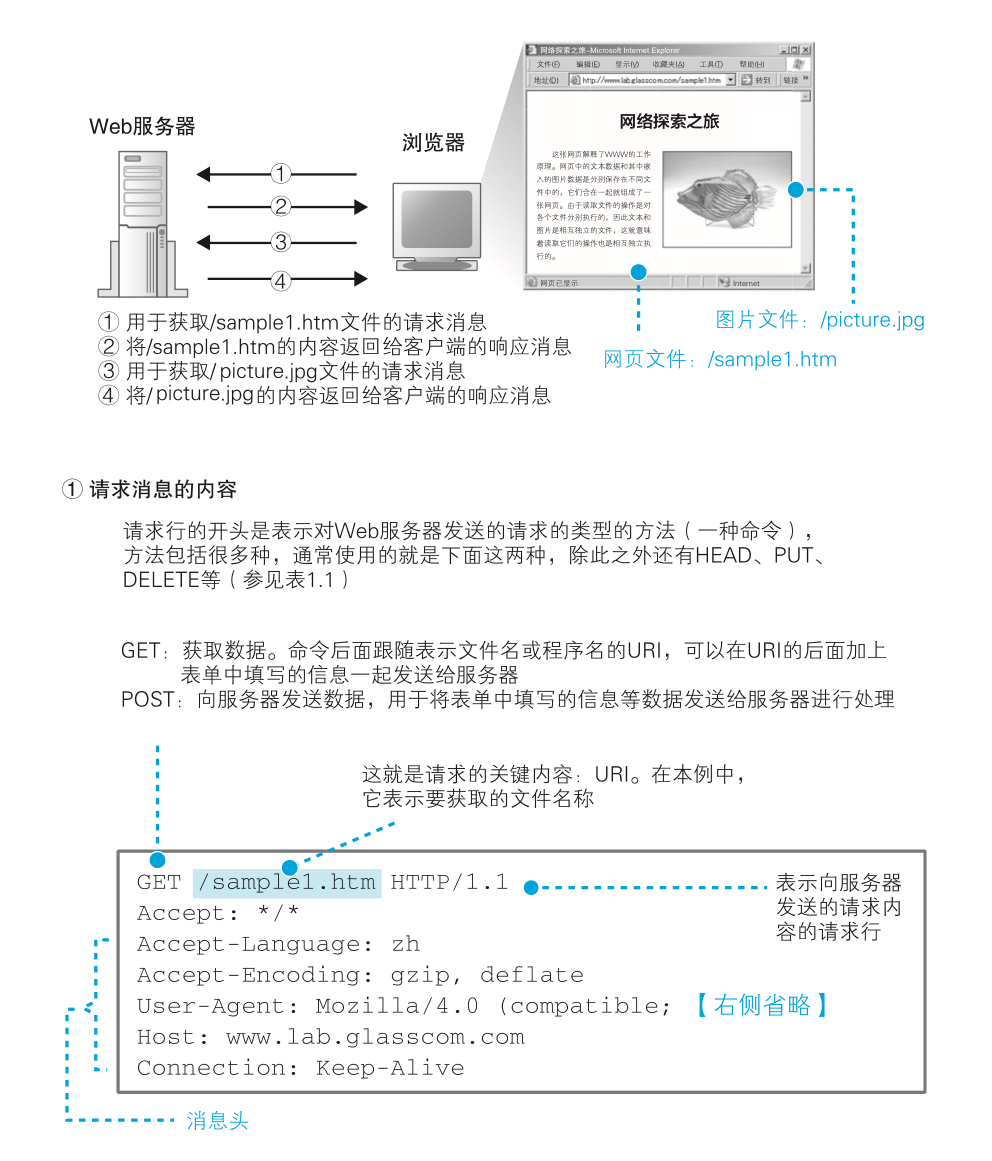 网络探索之旅-Microsoft Internet Explorer
文件(F) 编辑(E) 显示(V) 收藏夹(A) 工具(T) 帮助(H)
地址(D) http://www.lab.glasscom.com/sample1.htm 转到 链接 »
网络探索之旅
这张网页解释了WWW的工作
原理。网页中的文本数据和其中嵌
入的图片数据是分别保存在不同文
件中的，它们合在一起就组成了一
张网页。由于读取文件的操作是对
各个文件分别执行的。因此文本和
图片是相互独立的文件，这就意味
着读取它们的操作也是相互独立执
行的。
网页已显示 Internet
Web服务器
浏览器
①
②
③
④
图片文件：/picture.jpg
网页文件：/sample1.htm
① 用于获取/sample1.htm文件的请求消息
② 将/sample1.htm的内容返回给客户端的响应消息
③ 用于获取/picture.jpg文件的请求消息
④ 将/picture.jpg的内容返回给客户端的响应消息
① 请求消息的内容
请求行的开头是表示对Web服务器发送的请求的类型的方法（一种命令），
方法包括很多种，通常使用的就是下面这两种，除此之外还有HEAD、PUT、
DELETE等（参见表1.1）
GET：获取数据。命令后面跟随表示文件名或程序名的URI，可以在URI的后面加上
表单中填写的信息一起发送给服务器
POST：向服务器发送数据，用于将表单中填写的信息等数据发送给服务器进行处理
这就是请求的关键内容：URI。在本例中，
它表示要获取的文件名称
GET /sample1.htm HTTP/1.1
表示向服务器
发送的请求内
容的请求行
Accept: */*
Accept-Language: zh
Accept-Encoding: gzip, deflate
User-Agent: Mozilla/4.0 (compatible; 【右侧省略】
Host: www.lab.glasscom.com
Connection: Keep-Alive
消息头